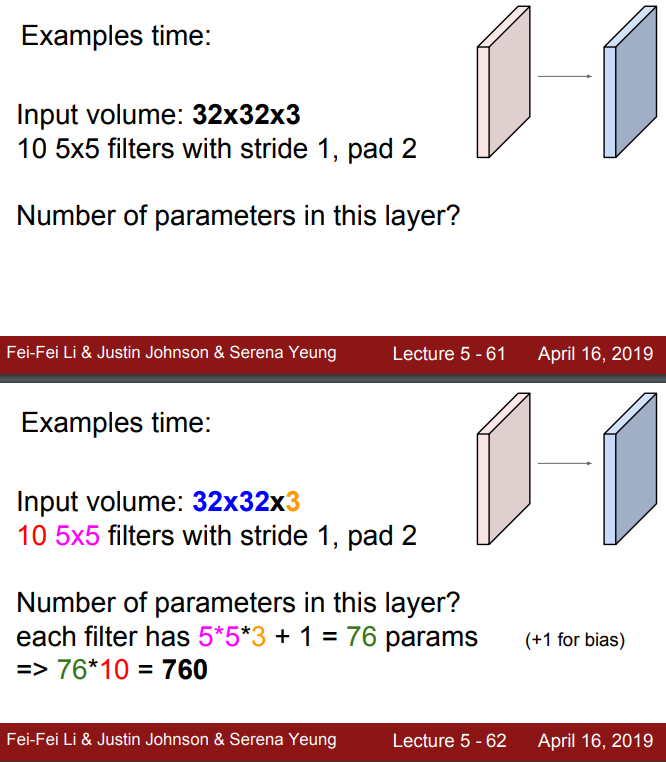 Examples time:
Input volume: 32x32x3
10 5x5 filters with stride 1, pad 2
Number of parameters in this layer?
Fei-Fei Li & Justin Johnson & Serena Yeung Lecture 5 - 61 April 16, 2019
Examples time:
Input volume: 32x32x3
10 5x5 filters with stride 1, pad 2
Number of parameters in this layer?
each filter has 5*5*3 + 1 = 76 params (+1 for bias)
=> 76*10 = 760
Fei-Fei Li & Justin Johnson & Serena Yeung Lecture 5 - 62 April 16, 2019